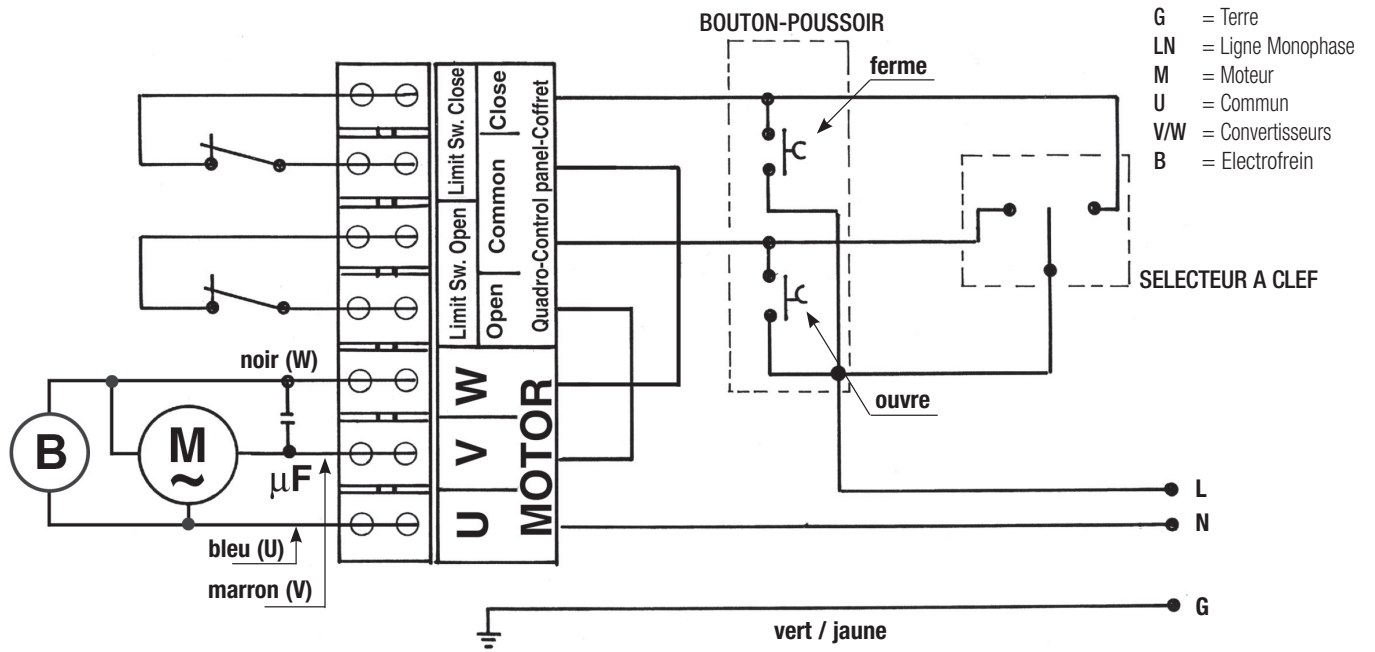 BOUTON-POUSSOIR
ferme
ouvre
SELECTEUR A CLEF
G = Terre
LN = Ligne Monophase
M = Moteur
U = Commun
V/W = Convertisseurs
B = Electrofrein
Limit Sw. Close
Limit Sw. Open
Close
Common
Open
Quadro-Control panel-Coffret
W
V
U
MOTOR
noir (W)
B
M
~
µF
bleu (U)
marron (V)
L
N
G
vert / jaune